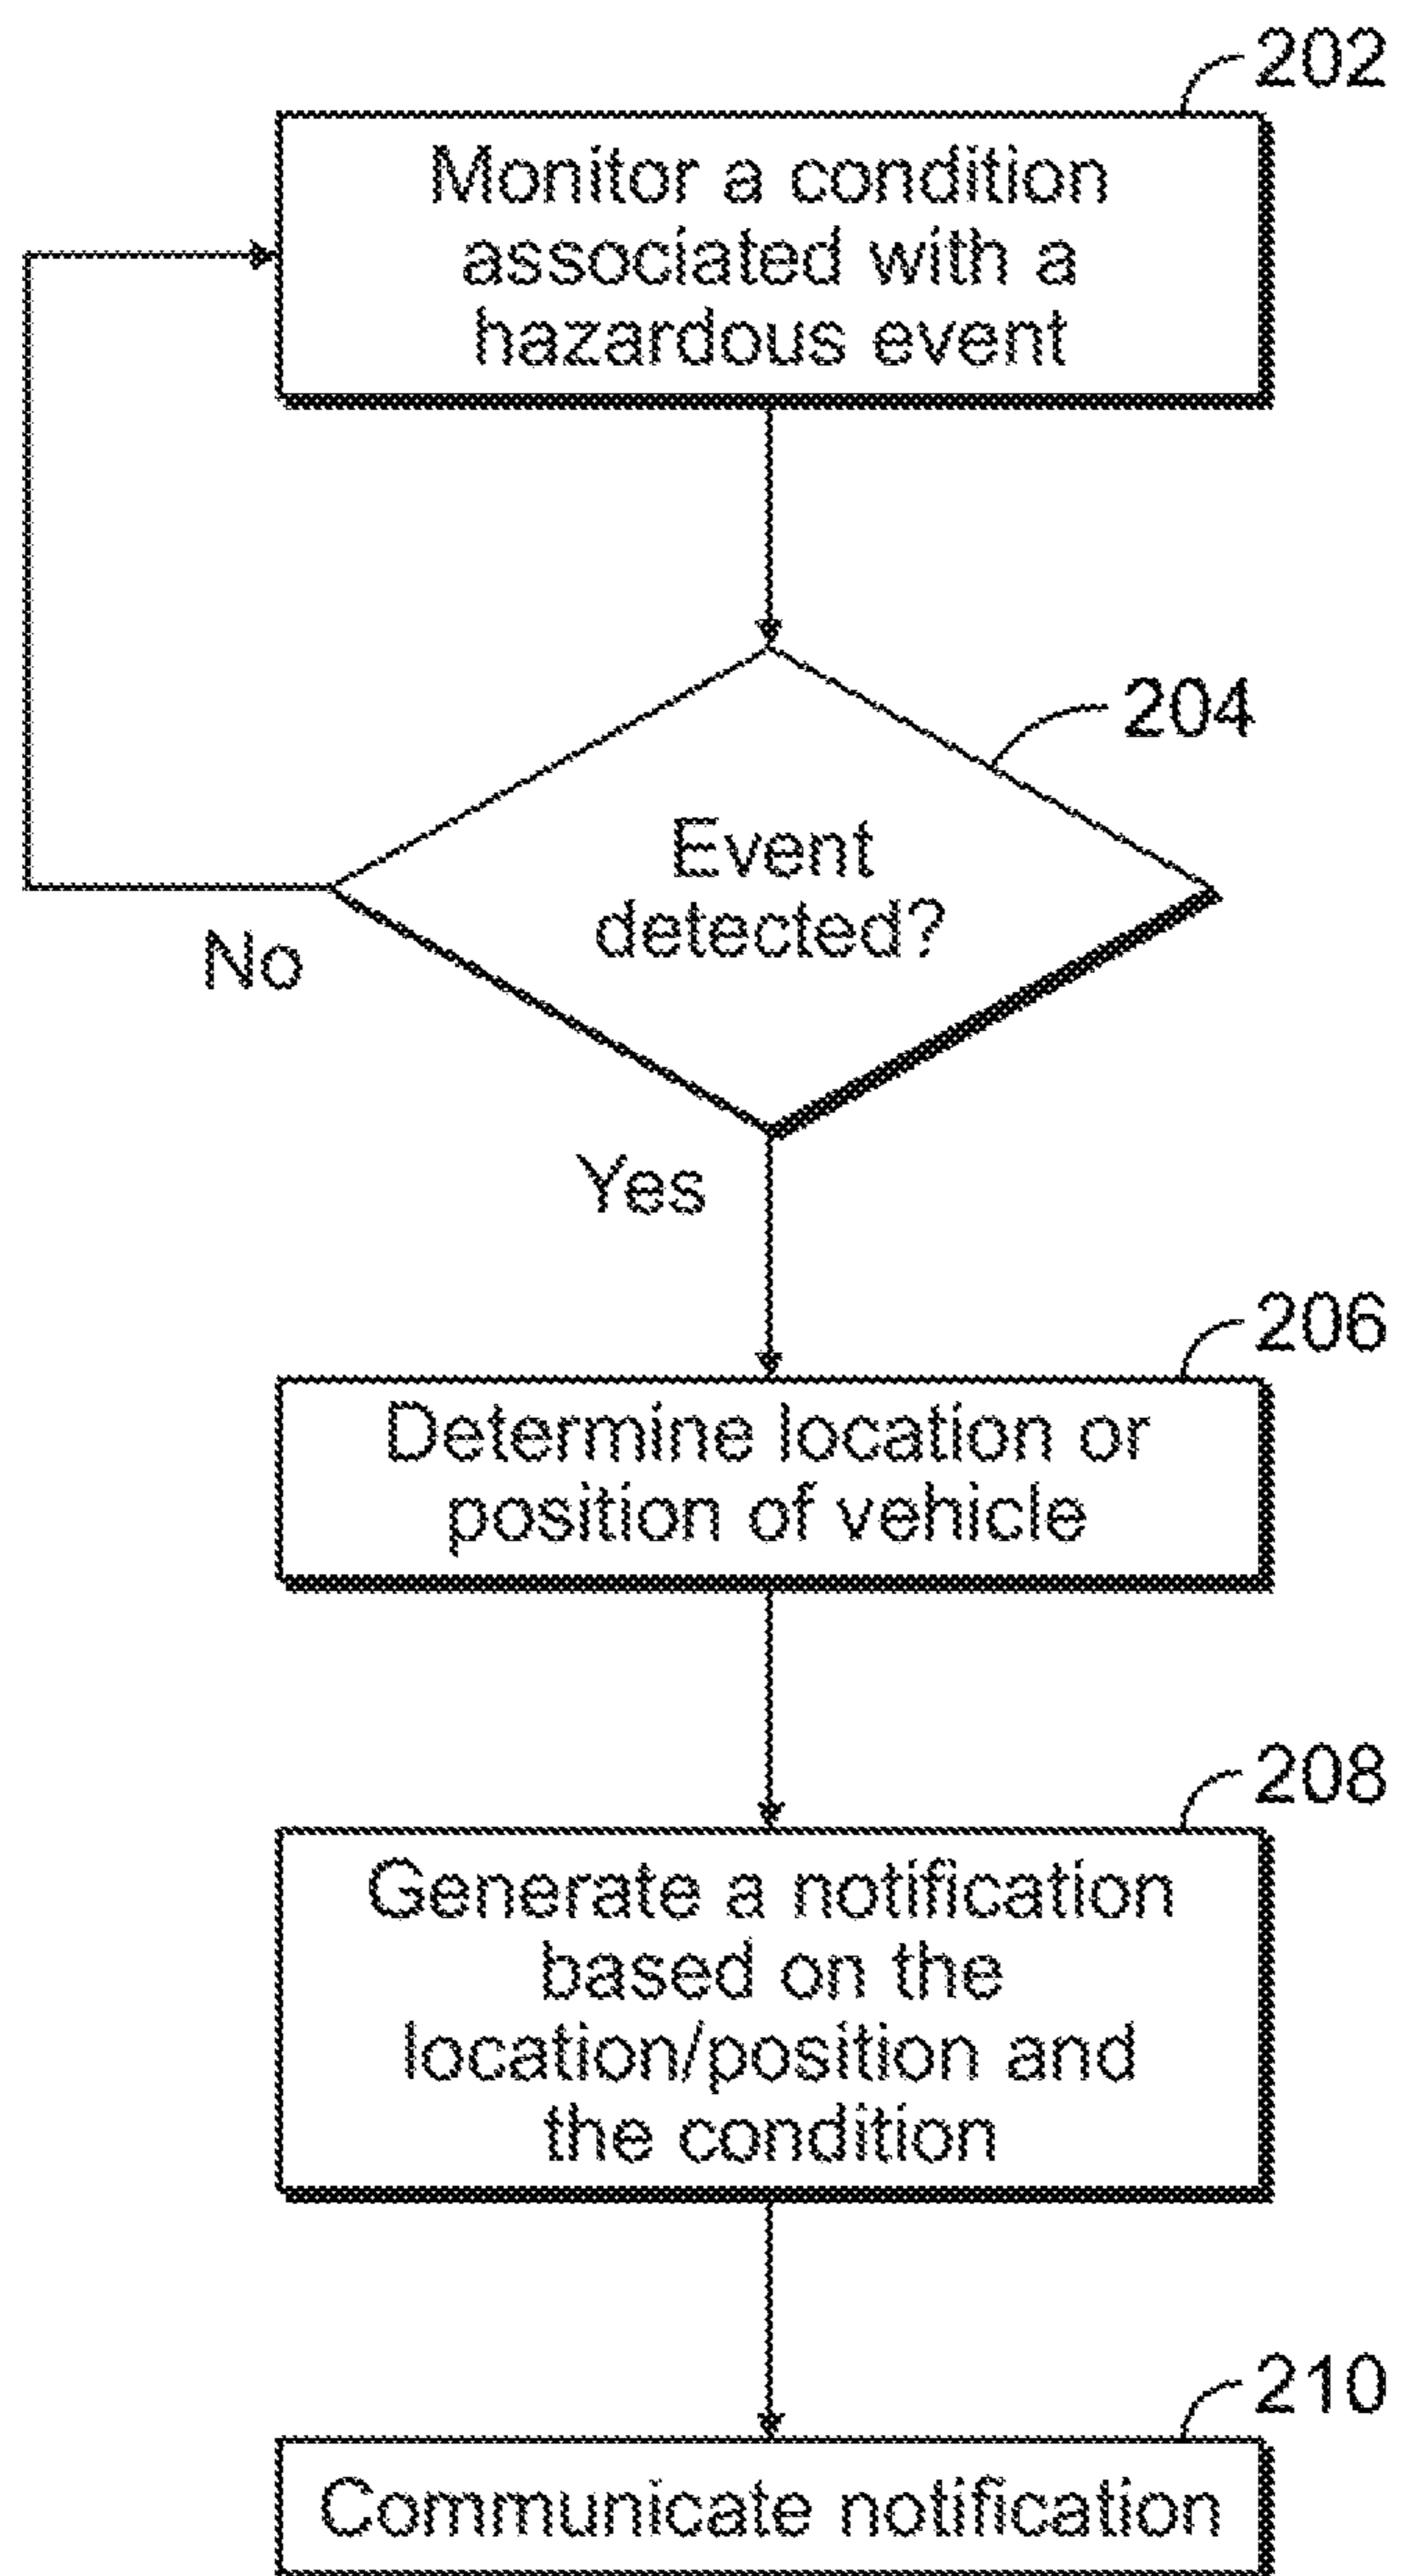 202
Monitor a condition
associated with a
hazardous event
204
Event
detected?
No
Yes
206
Determine location or
position of vehicle
208
Generate a notification
based on the
location/position and
the condition
210
Communicate notification